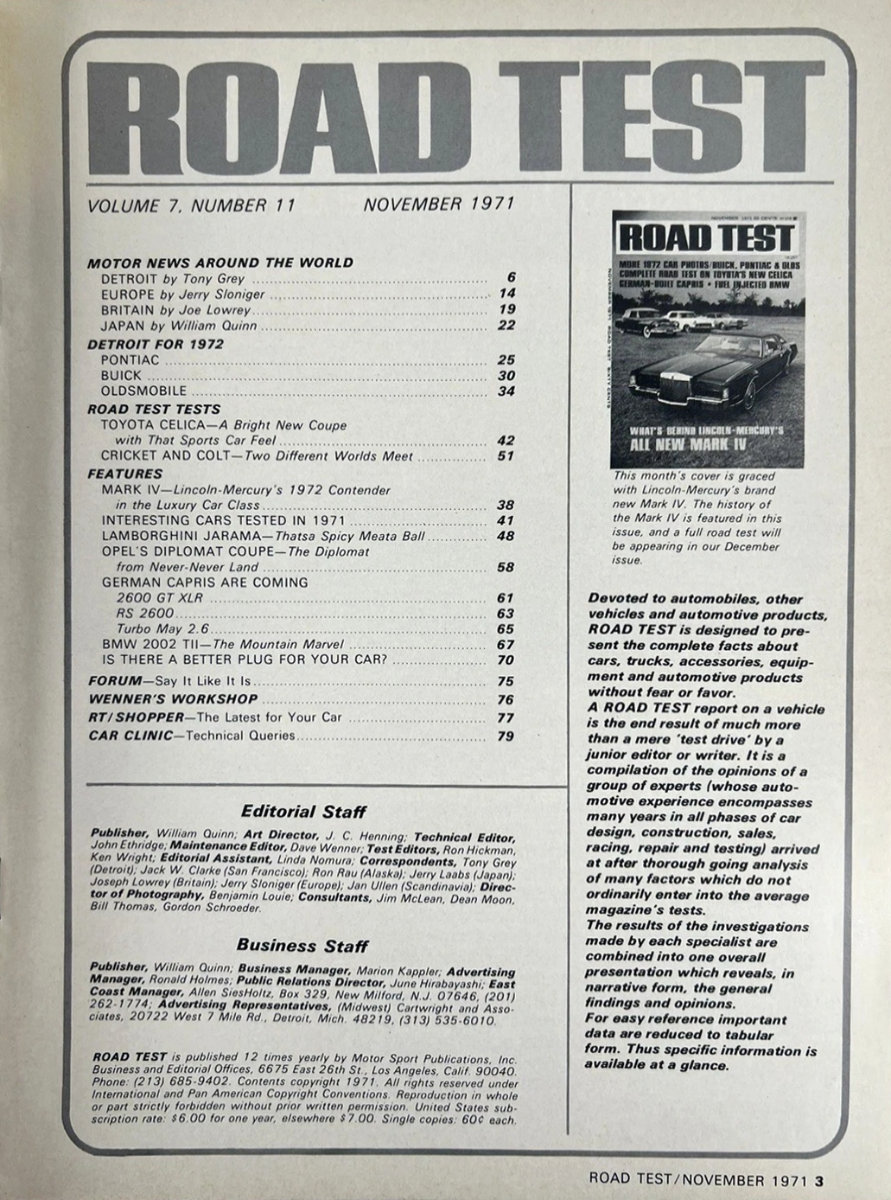 ROAD TEST
VOLUME 7, NUMBER 11 NOVEMBER 1971
MOTOR NEWS AROUND THE WORLD
DETROIT by Tony Grey 6
EUROPE by Jerry Sloniger 14
BRITAIN by Joe Lowrey 19
JAPAN by William Quinn 22
DETROIT FOR 1972
PONTIAC 25
BUICK 30
OLDSMOBILE 34
ROAD TEST TESTS
TOYOTA CELICA—A Bright New Coupe
with That Sports Car Feel 42
CRICKET AND COLT—Two Different Worlds Meet 51
FEATURES
MARK IV—Lincoln-Mercury's 1972 Contender
in the Luxury Car Class 38
INTERESTING CARS TESTED IN 1971 41
LAMBORGHINI JARAMA—Thatsa Spicy Meata Ball 48
OPEL'S DIPLOMAT COUPE—The Diplomat
from Never-Never Land 58
GERMAN CAPRIS ARE COMING
2600 GT XLR 61
RS 2600 63
Turbo May 2.6 65
BMW 2002 TII—The Mountain Marvel 67
IS THERE A BETTER PLUG FOR YOUR CAR? 70
FORUM—Say It Like It Is 75
WENNER'S WORKSHOP 76
RT/SHOPPER—The Latest for Your Car 77
CAR CLINIC—Technical Queries 79
Editorial Staff
Publisher, William Quinn; Art Director, J. C. Henning; Technical Editor,
John Ethridge; Maintenance Editor, Dave Wenner; Test Editors, Ron Hickman,
Ken Wright; Editorial Assistant, Linda Nomura; Correspondents, Tony Grey
(Detroit); Jack W. Clarke (San Francisco); Ron Rau (Alaska); Jerry Laabs (Japan);
Joseph Lowrey (Britain); Jerry Sloniger (Europe); Jan Ullen (Scandinavia); Direc-
tor of Photography, Benjamin Louie; Consultants, Jim McLean, Dean Moon,
Bill Thomas, Gordon Schroeder.
Business Staff
Publisher, William Quinn; Business Manager, Marion Kappler; Advertising
Manager, Ronald Holmes; Public Relations Director, June Hirabayashi; East
Coast Manager, Allen SiesHoltz, Box 329, New Milford, N.J. 07646, (201)
262-1774; Advertising Representatives, (Midwest) Cartwright and Asso-
ciates, 20722 West 7 Mile Rd., Detroit, Mich. 48219, (313) 535-6010.
ROAD TEST is published 12 times yearly by Motor Sport Publications, Inc.
Business and Editorial Offices, 6675 East 26th St., Los Angeles, Calif. 90040.
Phone: (213) 685-9402. Contents copyright 1971. All rights reserved under
International and Pan American Copyright Conventions. Reproduction in whole
or part strictly forbidden without prior written permission. United States sub-
scription rate: $6.00 for one year, elsewhere $7.00. Single copies: 60¢ each.
ROAD TEST
MORE 1972 CAR PHOTOS/BUICK, PONTIAC & OLDS
COMPLETE ROAD TEST ON TOYOTA'S NEW CELICA
GERMAN-BUILT CAPRIS • FUEL INJECTED BMW
NOVEMBER 1971 ROAD TEST SIXTY CENTS
WHAT'S BEHIND LINCOLN-MERCURY'S
ALL NEW MARK IV
This month's cover is graced
with Lincoln-Mercury's brand
new Mark IV. The history of
the Mark IV is featured in this
issue, and a full road test will
be appearing in our December
issue.
Devoted to automobiles, other
vehicles and automotive products,
ROAD TEST is designed to pre-
sent the complete facts about
cars, trucks, accessories, equip-
ment and automotive products
without fear or favor.
A ROAD TEST report on a vehicle
is the end result of much more
than a mere 'test drive' by a
junior editor or writer. It is a
compilation of the opinions of a
group of experts (whose auto-
motive experience encompasses
many years in all phases of car
design, construction, sales,
racing, repair and testing) arrived
at after thorough going analysis
of many factors which do not
ordinarily enter into the average
magazine's tests.
The results of the investigations
made by each specialist are
combined into one overall
presentation which reveals, in
narrative form, the general
findings and opinions.
For easy reference important
data are reduced to tabular
form. Thus specific information is
available at a glance.
ROAD TEST/NOVEMBER 1971 3